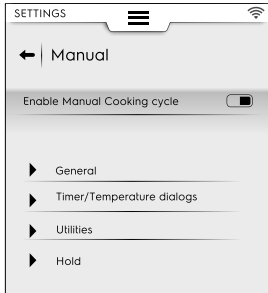 SETTINGS
Manual
Enable Manual Cooking cycle
General
Timer/Temperature dialogs
Utilities
Hold